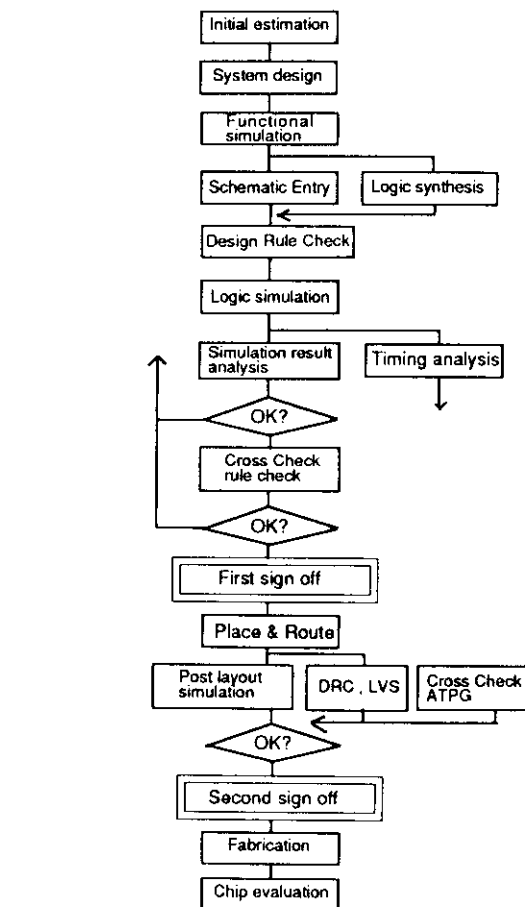 Initial estimation
System design
Functional
simulation
Schematic Entry
Logic synthesis
Design Rule Check
Logic simulation
Simulation result
analysis
Timing analysis
OK?
Cross Check
rule check
OK?
First sign off
Place & Route
Post layout
simulation
DRC , LVS
Cross Check
ATPG
OK?
Second sign off
Fabrication
Chip evaluation